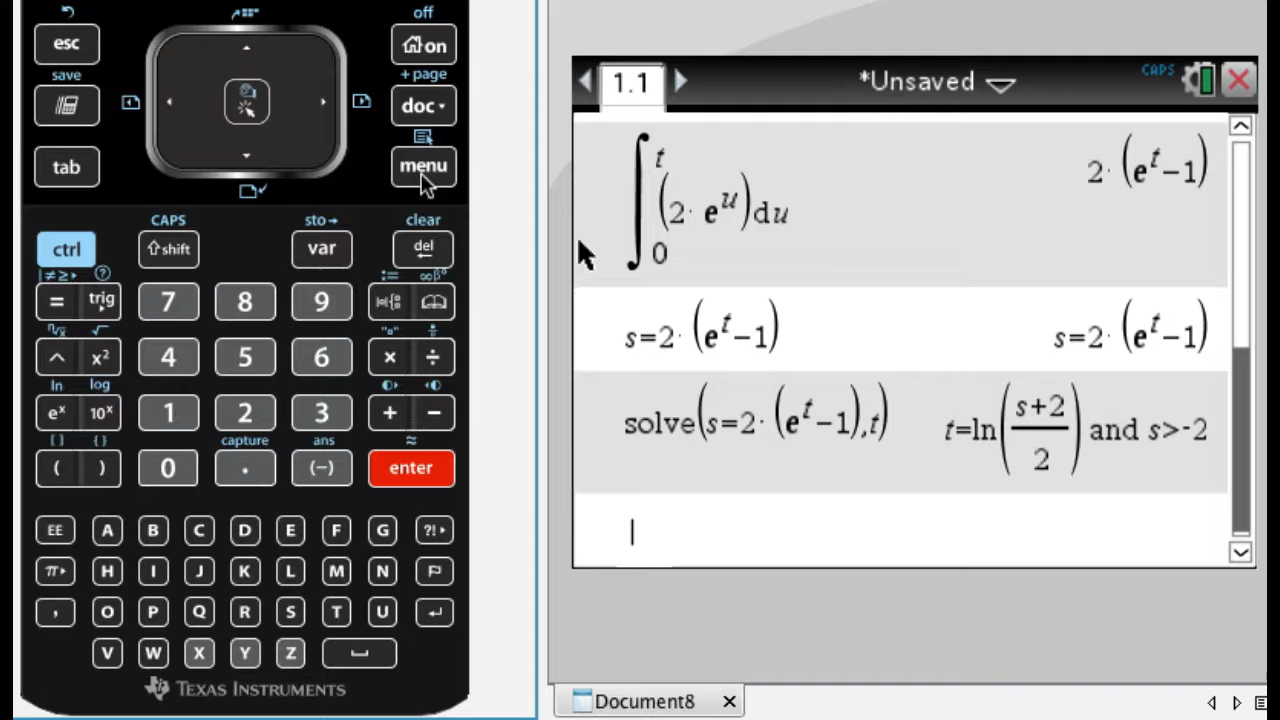 off
esc
on
save
+ page
doc
tab
menu
CAPS
sto→
clear
ctrl
⇧shift
var
del
|≠≥▸
:=
∞β°
=
trig
7
8
9
ⁿ√x
√
"□"
^
x²
4
5
6
×
÷
ln
log
eˣ
10ˣ
1
2
3
+
−
[ ]
{ }
capture
ans
≈
(
)
0
.
(−)
enter
EE
A
B
C
D
E
F
G
?!▸
π▸
H
I
J
K
L
M
N
,
O
P
Q
R
S
T
U
V
W
X
Y
Z
TEXAS INSTRUMENTS
1.1
*Unsaved
CAPS
∫₀ᵗ (2·eᵘ)du
2·(eᵗ−1)
s=2·(eᵗ−1)
s=2·(eᵗ−1)
solve(s=2·(eᵗ−1),t)
t=ln((s+2)/2) and s>-2
Document8